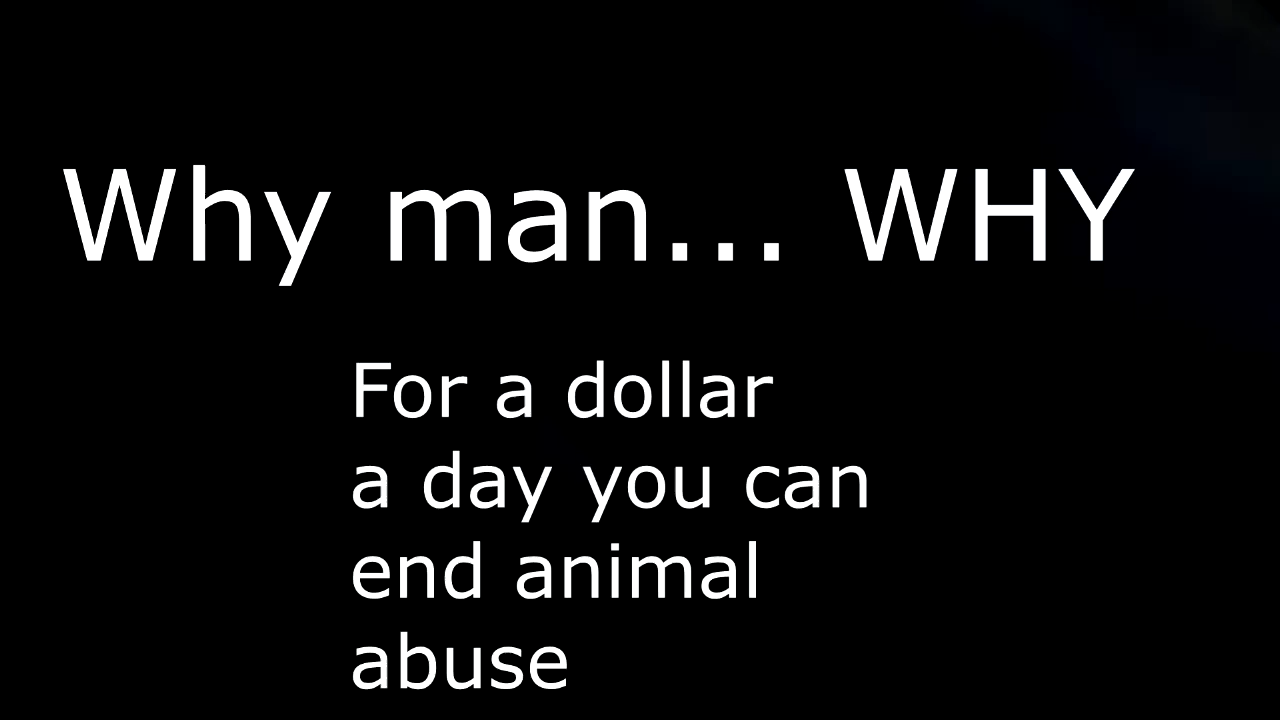 Why man... WHY
For a dollar
a day you can
end animal
abuse